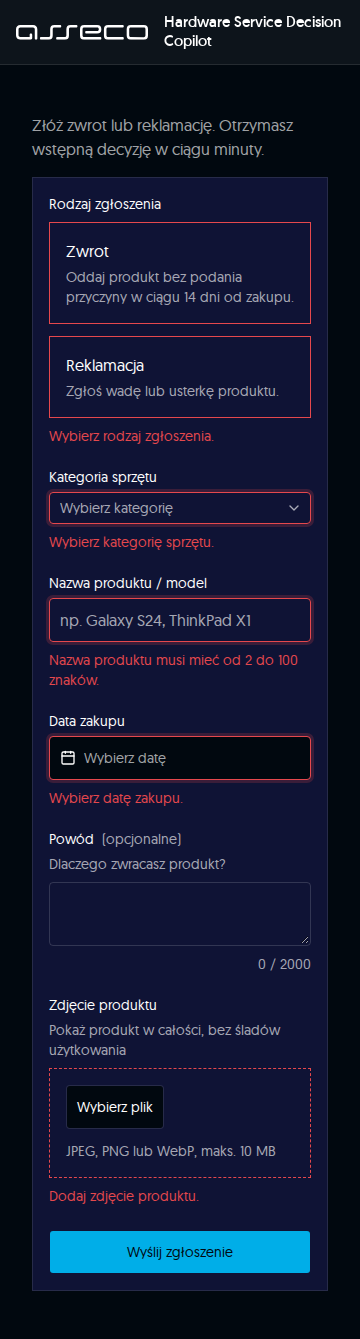 asseco
Hardware Service Decision
Copilot
Złóż zwrot lub reklamację. Otrzymasz
wstępną decyzję w ciągu minuty.
Rodzaj zgłoszenia
Zwrot
Oddaj produkt bez podania
przyczyny w ciągu 14 dni od zakupu.
Reklamacja
Zgłoś wadę lub usterkę produktu.
Wybierz rodzaj zgłoszenia.
Kategoria sprzętu
Wybierz kategorię
Wybierz kategorię sprzętu.
Nazwa produktu / model
np. Galaxy S24, ThinkPad X1
Nazwa produktu musi mieć od 2 do 100
znaków.
Data zakupu
Wybierz datę
Wybierz datę zakupu.
Powód (opcjonalne)
Dlaczego zwracasz produkt?
0 / 2000
Zdjęcie produktu
Pokaż produkt w całości, bez śladów
użytkowania
Wybierz plik
JPEG, PNG lub WebP, maks. 10 MB
Dodaj zdjęcie produktu.
Wyślij zgłoszenie